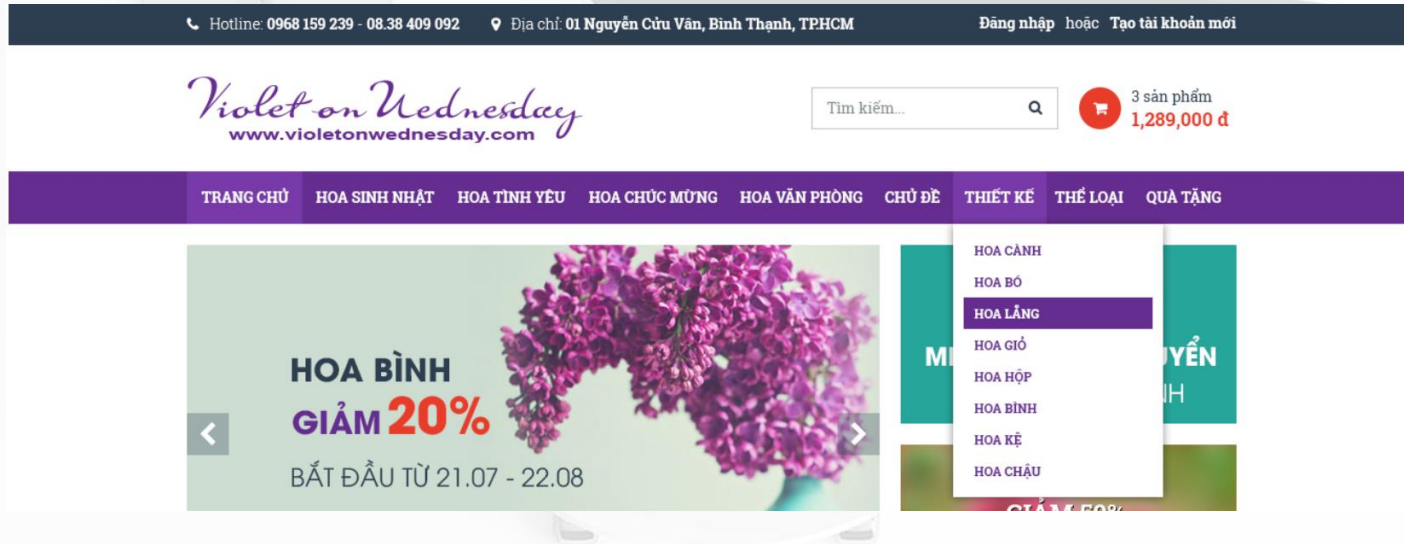 Hotline: 0968 159 239 - 08.38 409 092 Địa chỉ: 01 Nguyễn Cửu Vân, Bình Thạnh, TP.HCM Đăng nhập hoặc Tạo tài khoản mới
Violet on Wednesday
www.violetonwednesday.com
Tìm kiếm...
3 sản phẩm
1,289,000 đ
TRANG CHỦ HOA SINH NHẬT HOA TÌNH YÊU HOA CHÚC MỪNG HOA VĂN PHÒNG CHỦ ĐỀ THIẾT KẾ THỂ LOẠI QUÀ TẶNG
HOA CÀNH
HOA BÓ
HOA LẴNG
HOA GIỎ
HOA HỘP
HOA BÌNH
HOA KỆ
HOA CHẬU
HOA BÌNH
GIẢM 20%
BẮT ĐẦU TỪ 21.07 - 22.08
GIẢM 50%